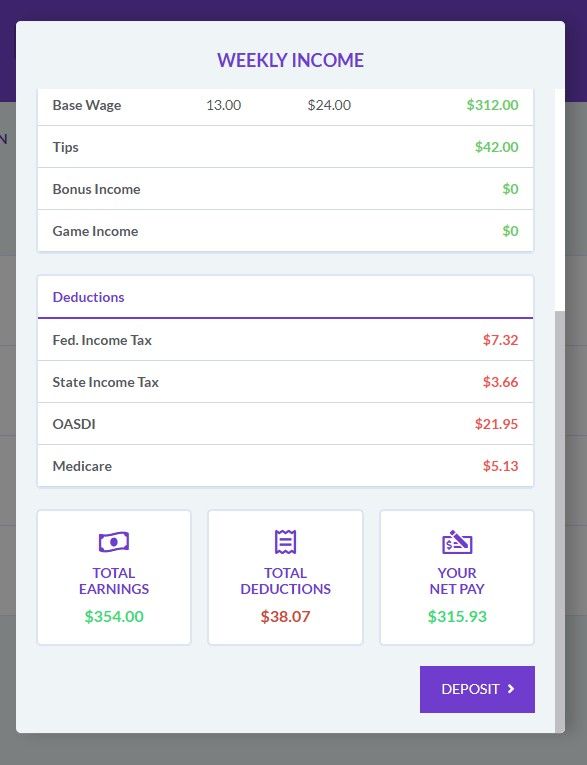 WEEKLY INCOME
Base Wage 13.00 $24.00 $312.00
N
Tips $42.00
Bonus Income $0
Game Income $0
Deductions
Fed. Income Tax $7.32
State Income Tax $3.66
OASDI $21.95
Medicare $5.13
TOTAL EARNINGS
$354.00
TOTAL DEDUCTIONS
$38.07
YOUR NET PAY
$315.93
DEPOSIT